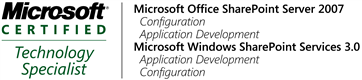 Microsoft®
CERTIFIED
Technology
Specialist
Microsoft Office SharePoint Server 2007
Configuration
Application Development
Microsoft Windows SharePoint Services 3.0
Application Development
Configuration